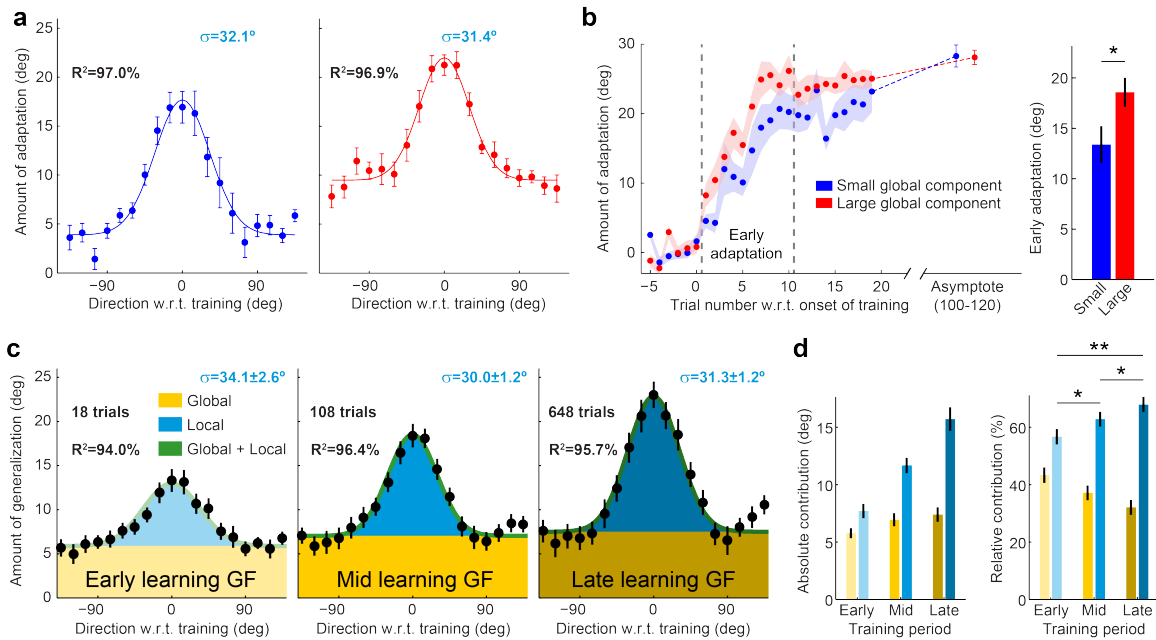 a
Amount of adaptation (deg)
0
5
10
15
20
25
σ=32.1º
R²=97.0%
−90
0
90
Direction w.r.t. training (deg)
σ=31.4º
R²=96.9%
−90
0
90
Direction w.r.t. training (deg)
b
Amount of adaptation (deg)
0
10
20
30
Small global component
Large global component
Early
adaptation
−5
0
5
10
15
20
Trial number w.r.t. onset of training
Asymptote
(100-120)
Early adaptation (deg)
0
5
10
15
20
*
Small
Large
c
Amount of generalization (deg)
0
5
10
15
20
25
σ=34.1±2.6º
18 trials
R²=94.0%
Global
Local
Global + Local
Early learning GF
−90
0
90
Direction w.r.t. training (deg)
σ=30.0±1.2º
108 trials
R²=96.4%
Mid learning GF
−90
0
90
Direction w.r.t. training (deg)
σ=31.3±1.2º
648 trials
R²=95.7%
Late learning GF
−90
0
90
Direction w.r.t. training (deg)
d
Absolute contribution (deg)
0
5
10
15
Early
Mid
Late
Training period
Relative contribution (%)
0
20
40
60
**
*
*
Early
Mid
Late
Training period